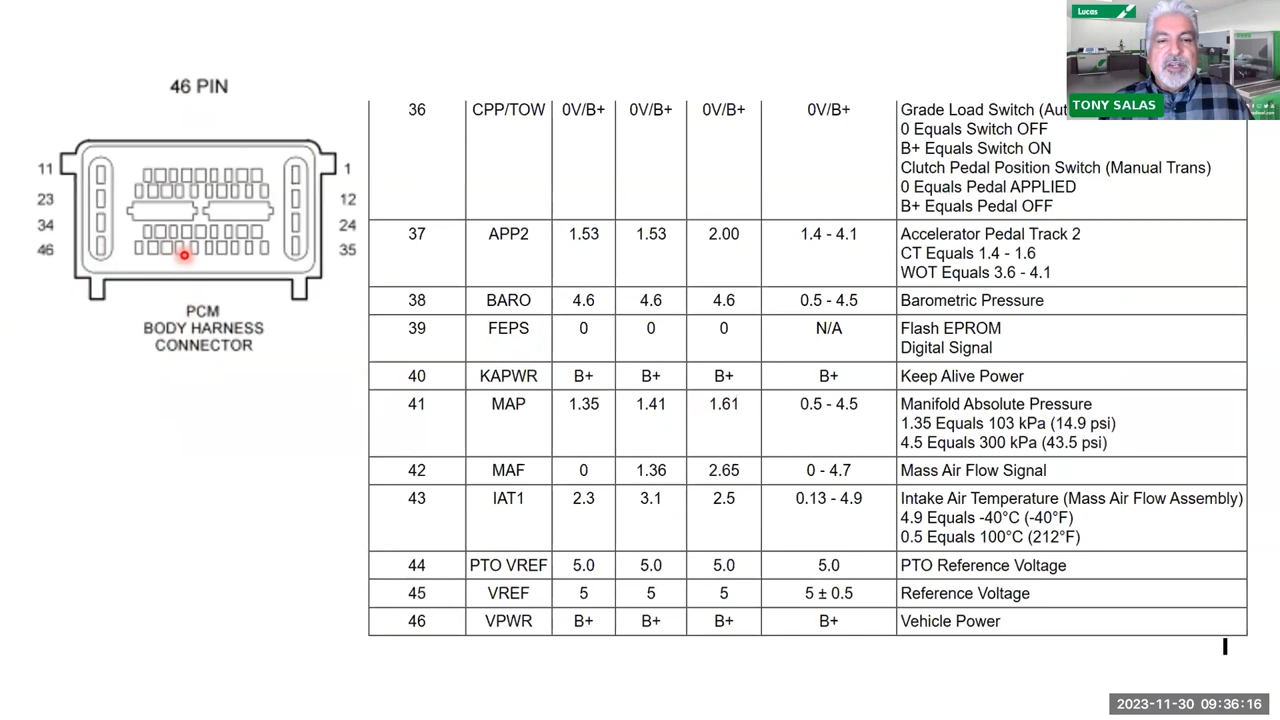 Lucas
TONY SALAS
46 PIN
11 1
23 12
34 24
46 35
PCM
BODY HARNESS
CONNECTOR
36 CPP/TOW 0V/B+ 0V/B+ 0V/B+ 0V/B+ Grade Load Switch
0 Equals Switch OFF
B+ Equals Switch ON
Clutch Pedal Position Switch (Manual Trans)
0 Equals Pedal APPLIED
B+ Equals Pedal OFF
37 APP2 1.53 1.53 2.00 1.4 - 4.1 Accelerator Pedal Track 2
CT Equals 1.4 - 1.6
WOT Equals 3.6 - 4.1
38 BARO 4.6 4.6 4.6 0.5 - 4.5 Barometric Pressure
39 FEPS 0 0 0 N/A Flash EPROM
Digital Signal
40 KAPWR B+ B+ B+ B+ Keep Alive Power
41 MAP 1.35 1.41 1.61 0.5 - 4.5 Manifold Absolute Pressure
1.35 Equals 103 kPa (14.9 psi)
4.5 Equals 300 kPa (43.5 psi)
42 MAF 0 1.36 2.65 0 - 4.7 Mass Air Flow Signal
43 IAT1 2.3 3.1 2.5 0.13 - 4.9 Intake Air Temperature (Mass Air Flow Assembly)
4.9 Equals -40°C (-40°F)
0.5 Equals 100°C (212°F)
44 PTO VREF 5.0 5.0 5.0 5.0 PTO Reference Voltage
45 VREF 5 5 5 5 ± 0.5 Reference Voltage
46 VPWR B+ B+ B+ B+ Vehicle Power
2023-11-30 09:36:16